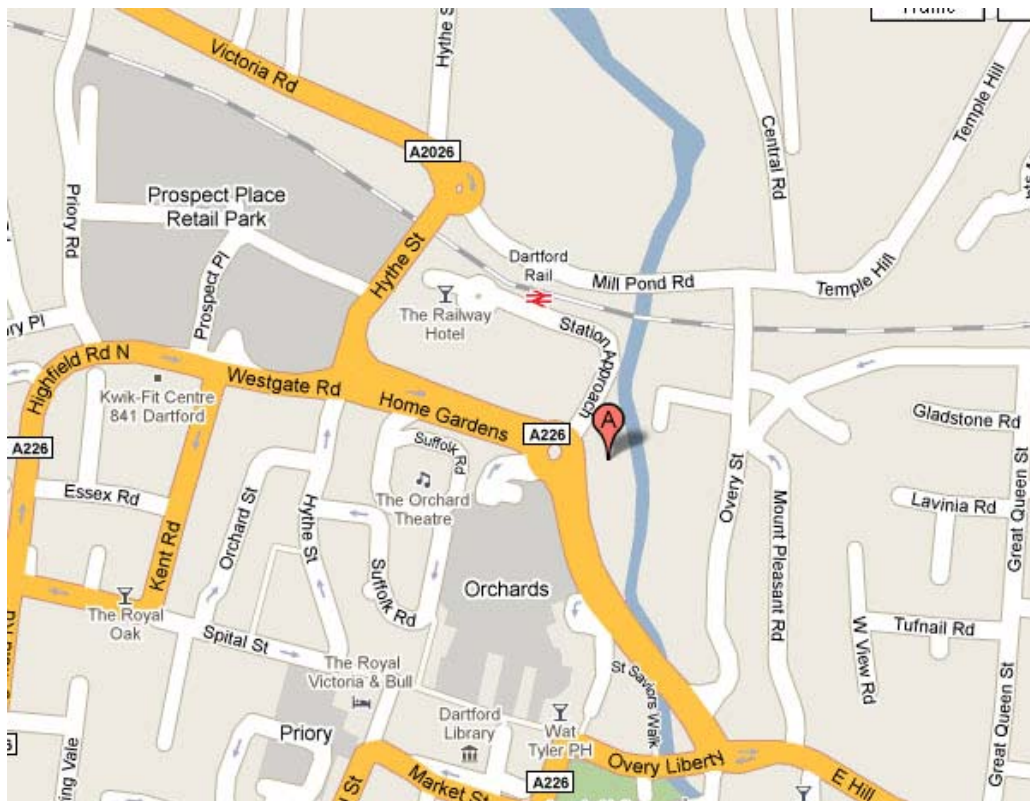 Traffic
Hythe S
Victoria Rd
A2026
Central Rd
Temple Hill
Priory Rd
Prospect Place
Retail Park
Hythe St
Dartford
Rail
Mill Pond Rd
Temple Hill
Prospect Pl
The Railway
Hotel
Station Approach
Highfield Rd N
Westgate Rd
Kwik-Fit Centre
841 Dartford
Home Gardens
A226
A
Gladstone Rd
A226
Suffolk Rd
The Orchard
Theatre
Essex Rd
Orchard St
Hythe St
Kent Rd
Overy St
Mount Pleasant Rd
Lavinia Rd
Great Queen St
Suffolk Rd
Orchards
The Royal
Oak
Spital St
W View Rd
Tufnail Rd
The Royal
Victoria & Bull
St Saviors Walk
Dartford
Library
Wat
Tyler PH
Priory
Great Queen St
Overy Liberty
Market St
A226
E Hill